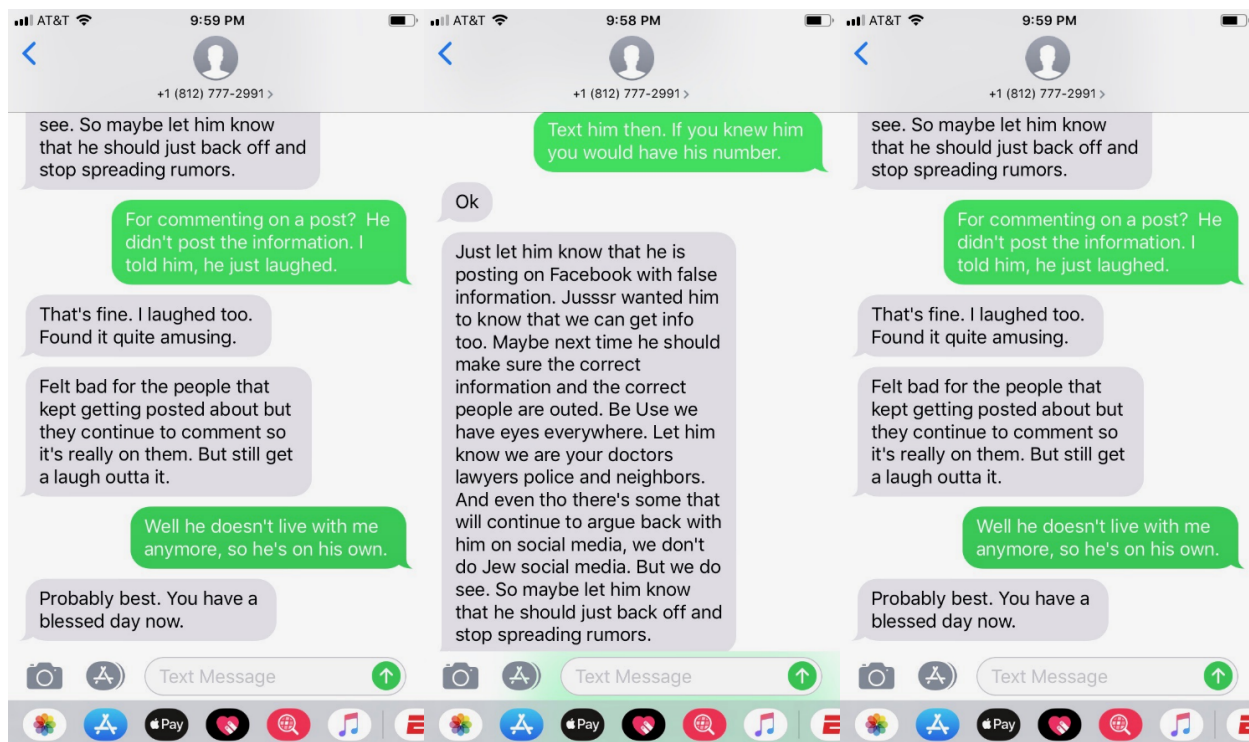 AT&T
9:59 PM
+1 (812) 777-2991 >
see. So maybe let him know
that he should just back off and
stop spreading rumors.
For commenting on a post?  He
didn't post the information. I
told him, he just laughed.
That's fine. I laughed too.
Found it quite amusing.
Felt bad for the people that
kept getting posted about but
they continue to comment so
it's really on them. But still get
a laugh outta it.
Well he doesn't live with me
anymore, so he's on his own.
Probably best. You have a
blessed day now.
Text Message
Pay
AT&T
9:58 PM
+1 (812) 777-2991 >
Text him then. If you knew him
you would have his number.
Ok
Just let him know that he is
posting on Facebook with false
information. Jusssr wanted him
to know that we can get info
too. Maybe next time he should
make sure the correct
information and the correct
people are outed. Be Use we
have eyes everywhere. Let him
know we are your doctors
lawyers police and neighbors.
And even tho there's some that
will continue to argue back with
him on social media, we don't
do Jew social media. But we do
see. So maybe let him know
that he should just back off and
stop spreading rumors.
Text Message
Pay
AT&T
9:59 PM
+1 (812) 777-2991 >
see. So maybe let him know
that he should just back off and
stop spreading rumors.
For commenting on a post?  He
didn't post the information. I
told him, he just laughed.
That's fine. I laughed too.
Found it quite amusing.
Felt bad for the people that
kept getting posted about but
they continue to comment so
it's really on them. But still get
a laugh outta it.
Well he doesn't live with me
anymore, so he's on his own.
Probably best. You have a
blessed day now.
Text Message
Pay